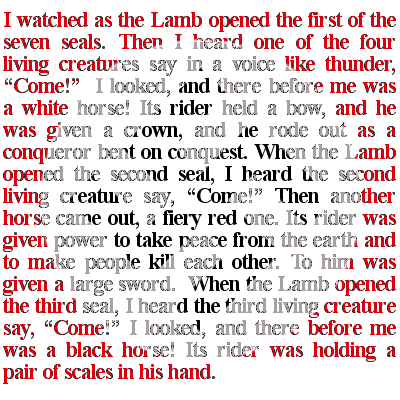 I watched as the Lamb opened the first of the
seven seals. Then I heard one of the four
living creatures say in a voice like thunder,
“Come!” I looked, and there before me was
a white horse! Its rider held a bow, and he
was given a crown, and he rode out as a
conqueror bent on conquest. When the Lamb
opened the second seal, I heard the second
living creature say, “Come!” Then another
horse came out, a fiery red one. Its rider was
given power to take peace from the earth and
to make people kill each other. To him was
given a large sword. When the Lamb opened
the third seal, I heard the third living creature
say, “Come!” I looked, and there before me
was a black horse! Its rider was holding a
pair of scales in his hand.